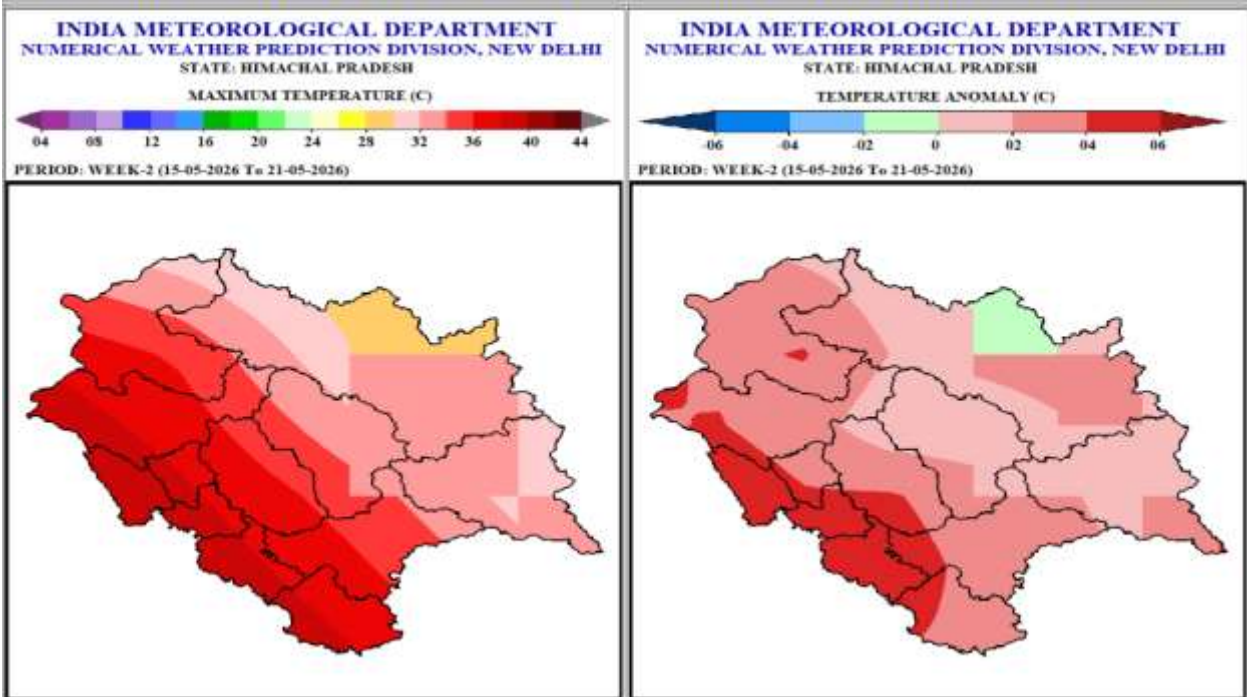 INDIA METEOROLOGICAL DEPARTMENT
NUMERICAL WEATHER PREDICTION DIVISION, NEW DELHI
STATE: HIMACHAL PRADESH
MAXIMUM TEMPERATURE (C)
04 08 12 16 20 24 28 32 36 40 44
PERIOD: WEEK-2 (15-05-2026 To 21-05-2026)
INDIA METEOROLOGICAL DEPARTMENT
NUMERICAL WEATHER PREDICTION DIVISION, NEW DELHI
STATE: HIMACHAL PRADESH
TEMPERATURE ANOMALY (C)
-06 -04 -02 0 02 04 06
PERIOD: WEEK-2 (15-05-2026 To 21-05-2026)